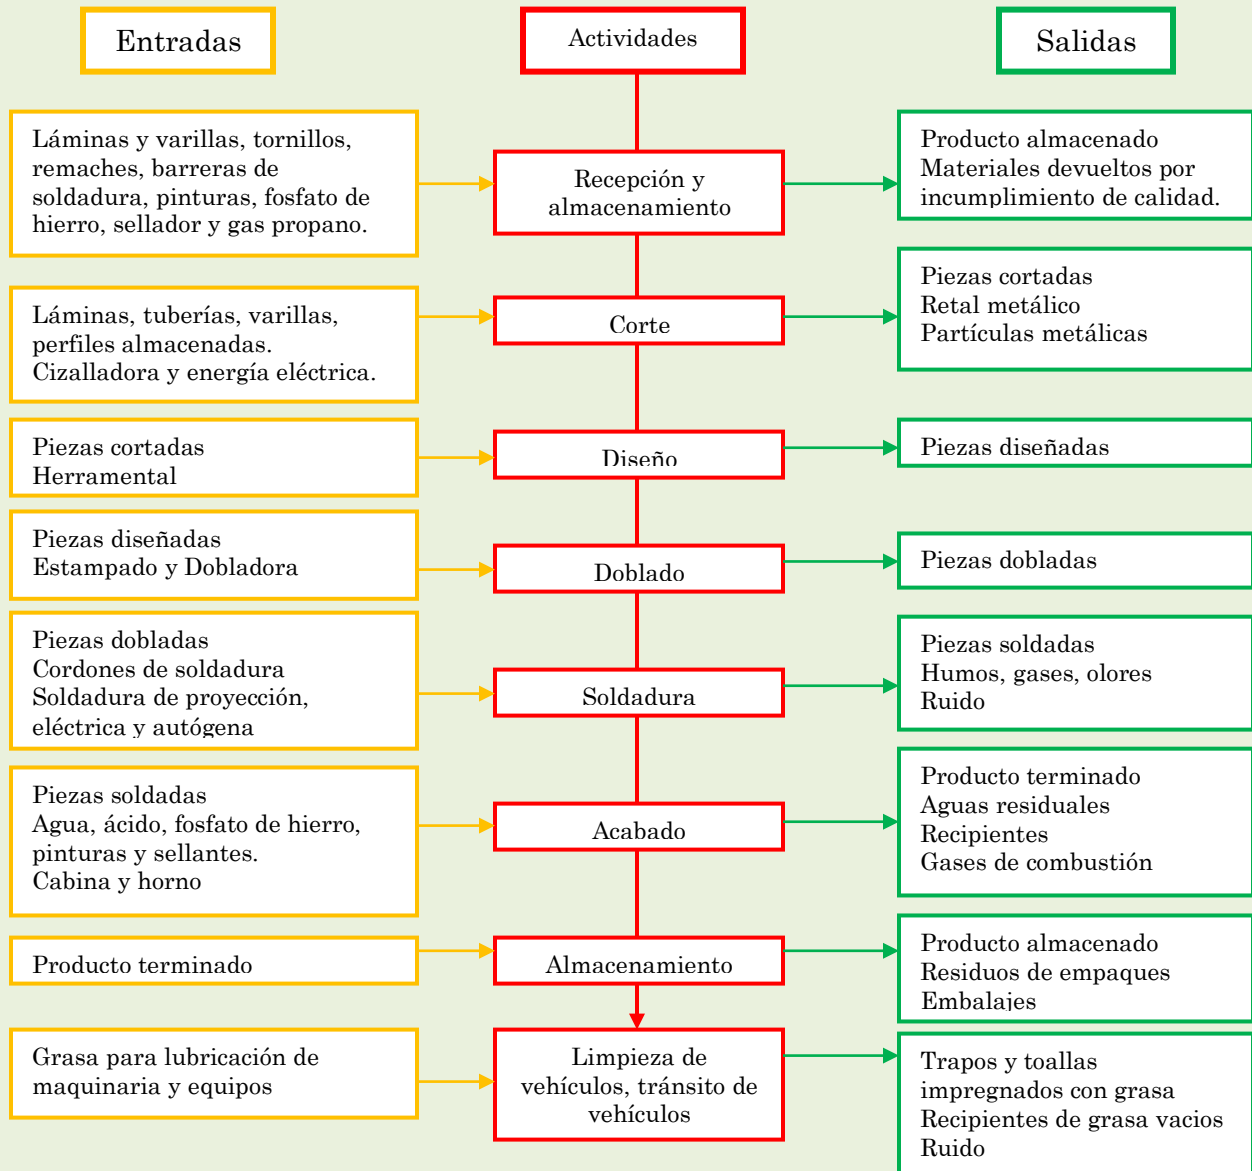 Entradas
Actividades
Salidas
Láminas y varillas, tornillos,
remaches, barreras de
soldadura, pinturas, fosfato de
hierro, sellador y gas propano.
Recepción y
almacenamiento
Producto almacenado
Materiales devueltos por
incumplimiento de calidad.
Láminas, tuberías, varillas,
perfiles almacenadas.
Cizalladora y energía eléctrica.
Corte
Piezas cortadas
Retal metálico
Partículas metálicas
Piezas cortadas
Herramental
Diseño
Piezas diseñadas
Piezas diseñadas
Estampado y Dobladora
Doblado
Piezas dobladas
Piezas dobladas
Cordones de soldadura
Soldadura de proyección,
eléctrica y autógena
Soldadura
Piezas soldadas
Humos, gases, olores
Ruido
Piezas soldadas
Agua, ácido, fosfato de hierro,
pinturas y sellantes.
Cabina y horno
Acabado
Producto terminado
Aguas residuales
Recipientes
Gases de combustión
Producto terminado
Almacenamiento
Producto almacenado
Residuos de empaques
Embalajes
Grasa para lubricación de
maquinaria y equipos
Limpieza de
vehículos, tránsito de
vehículos
Trapos y toallas
impregnados con grasa
Recipientes de grasa vacios
Ruido